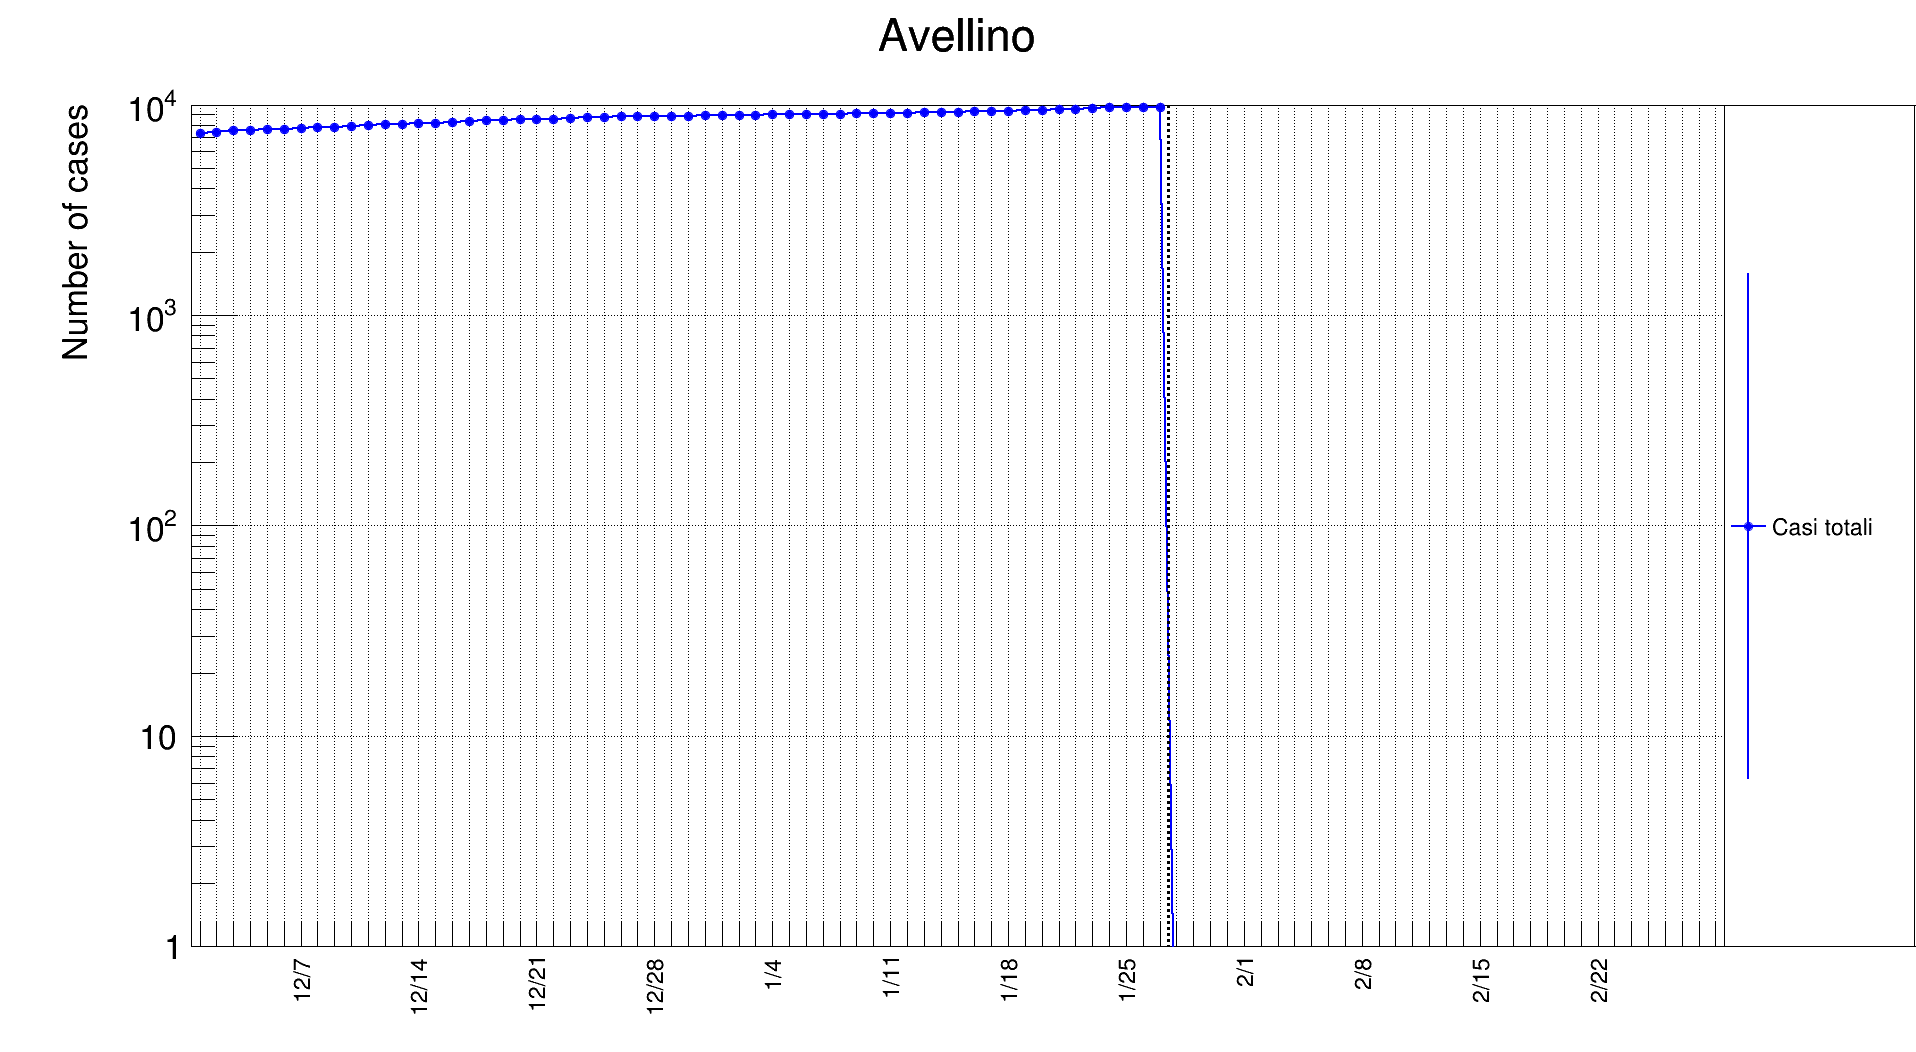 Avellino
Number of cases
10⁴
10³
10²
10
1
12/7 12/14 12/21 12/28 1/4 1/11 1/18 1/25 2/1 2/8 2/15 2/22
Casi totali